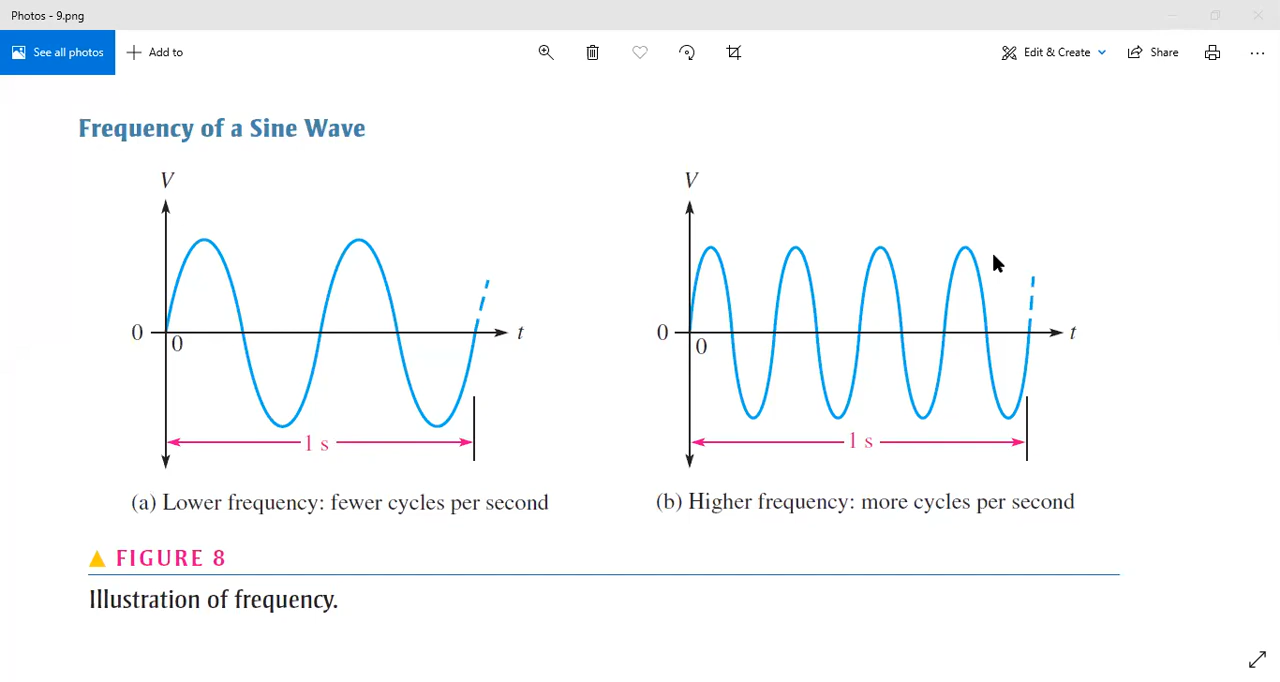 Photos - 9.png
See all photos
Add to
Edit & Create
Share
Frequency of a Sine Wave
V
0
0
t
1 s
(a) Lower frequency: fewer cycles per second
V
0
0
t
1 s
(b) Higher frequency: more cycles per second
FIGURE 8
Illustration of frequency.